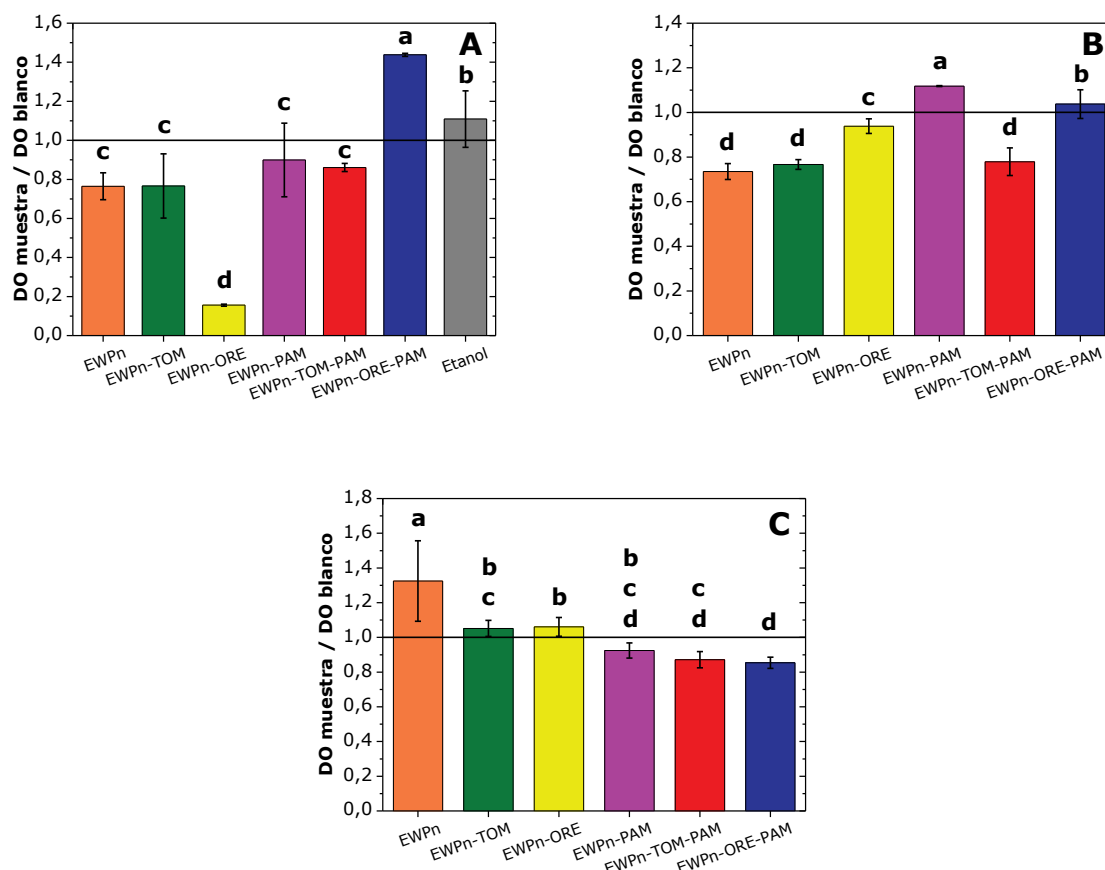 A
DO muestra / DO blanco
1,6
1,4
1,2
1,0
0,8
0,6
0,4
0,2
0,0
c
c
d
c
c
a
b
EWPn
EWPn-TOM
EWPn-ORE
EWPn-PAM
EWPn-TOM-PAM
EWPn-ORE-PAM
Etanol
B
DO muestra / DO blanco
1,4
1,2
1,0
0,8
0,6
0,4
0,2
0,0
d
d
c
a
d
b
EWPn
EWPn-TOM
EWPn-ORE
EWPn-PAM
EWPn-TOM-PAM
EWPn-ORE-PAM
C
DO muestra / DO blanco
1,8
1,6
1,4
1,2
1,0
0,8
0,6
0,4
0,2
0,0
a
b
c
b
b
c
d
c
d
d
EWPn
EWPn-TOM
EWPn-ORE
EWPn-PAM
EWPn-TOM-PAM
EWPn-ORE-PAM